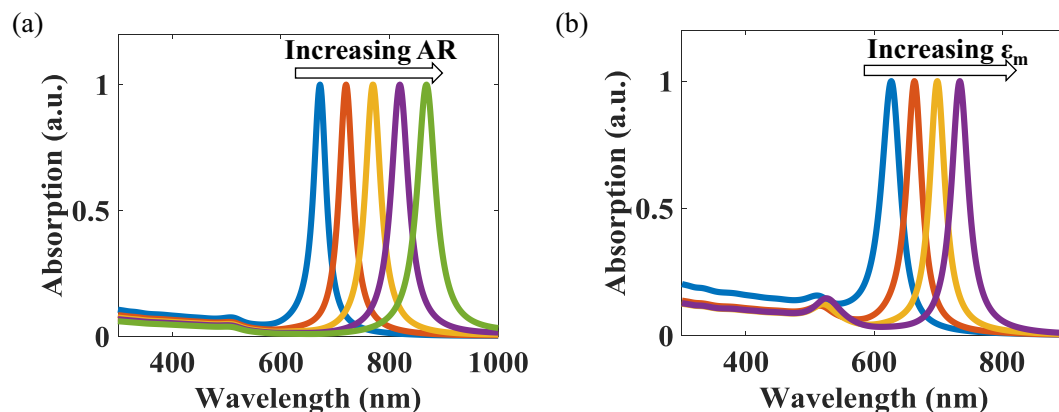 (a)
Increasing AR
1
0.5
0
Absorption (a.u.)
400 600 800 1000
Wavelength (nm)
(b)
Increasing εm
1
0.5
0
Absorption (a.u.)
400 600 800
Wavelength (nm)